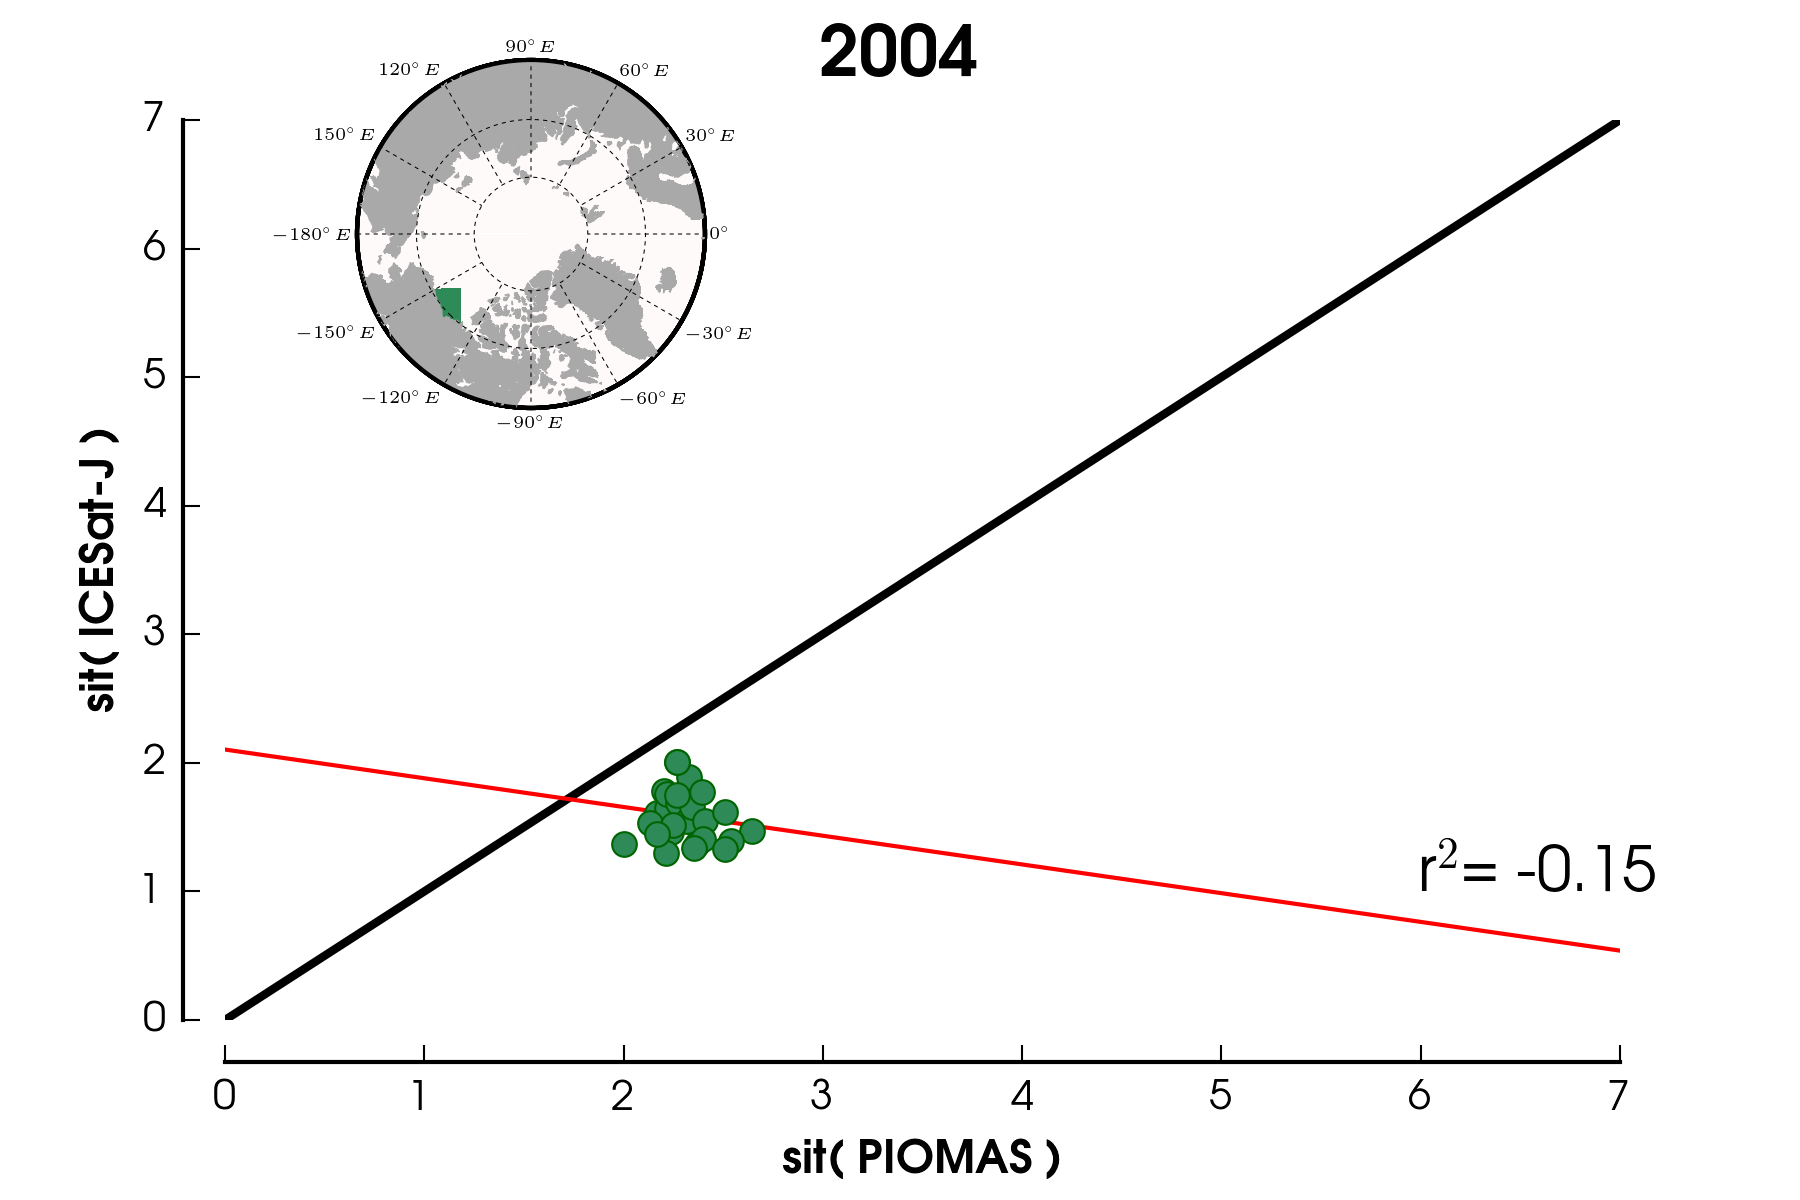 2004
90° E
120° E
60° E
150° E
30° E
−180° E
0°
−150° E
−30° E
−120° E
−60° E
−90° E
7
6
5
4
3
2
1
0
sit( ICESat-J )
r²= -0.15
0 1 2 3 4 5 6 7
sit( PIOMAS )